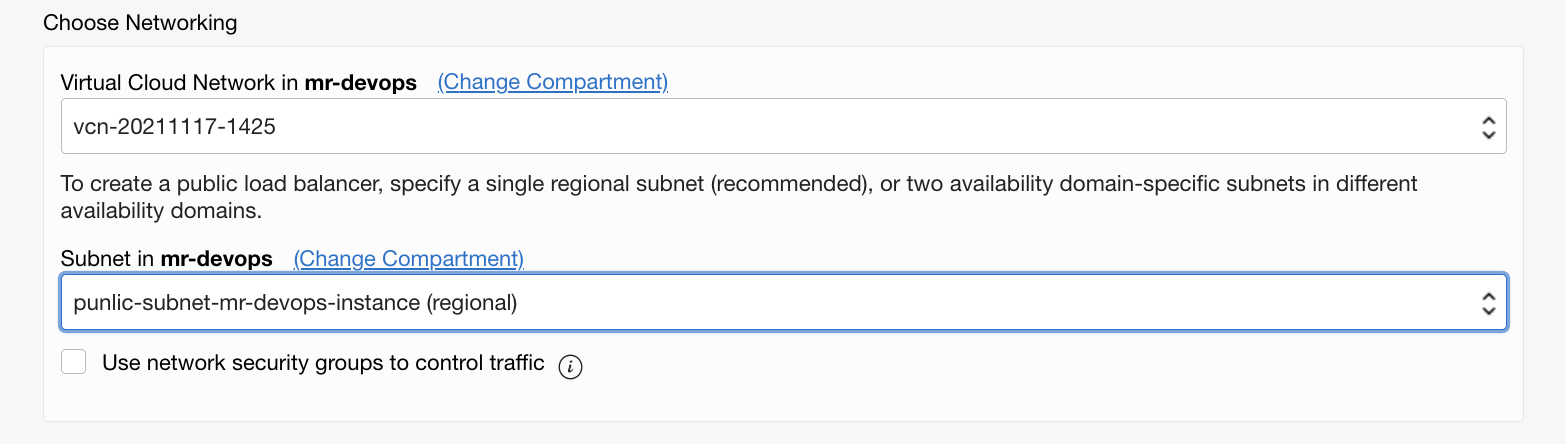 Choose Networking
Virtual Cloud Network in mr-devops (Change Compartment)
vcn-20211117-1425
To create a public load balancer, specify a single regional subnet (recommended), or two availability domain-specific subnets in different
availability domains.
Subnet in mr-devops (Change Compartment)
punlic-subnet-mr-devops-instance (regional)
Use network security groups to control traffic i